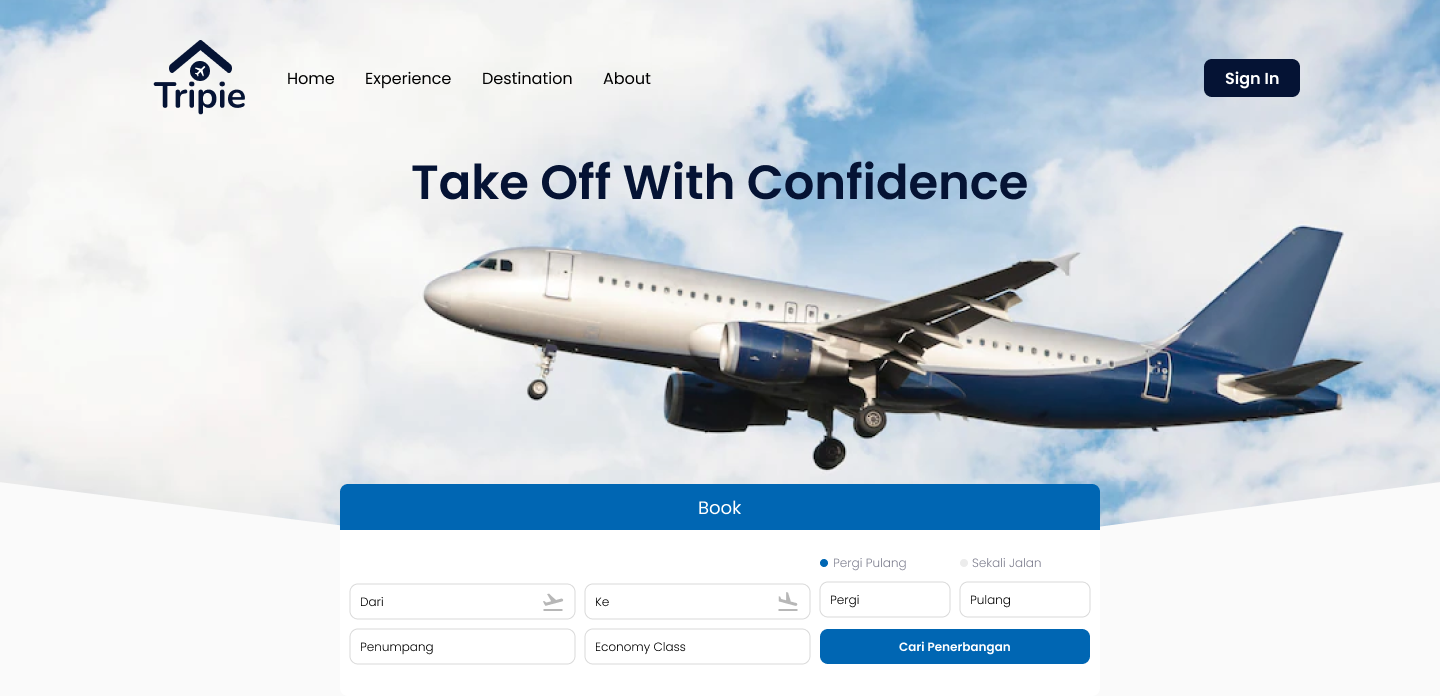 Tripie
Home Experience Destination About
Sign In
Take Off With Confidence
Book
Pergi Pulang Sekali Jalan
Dari Ke Pergi Pulang
Penumpang Economy Class Cari Penerbangan